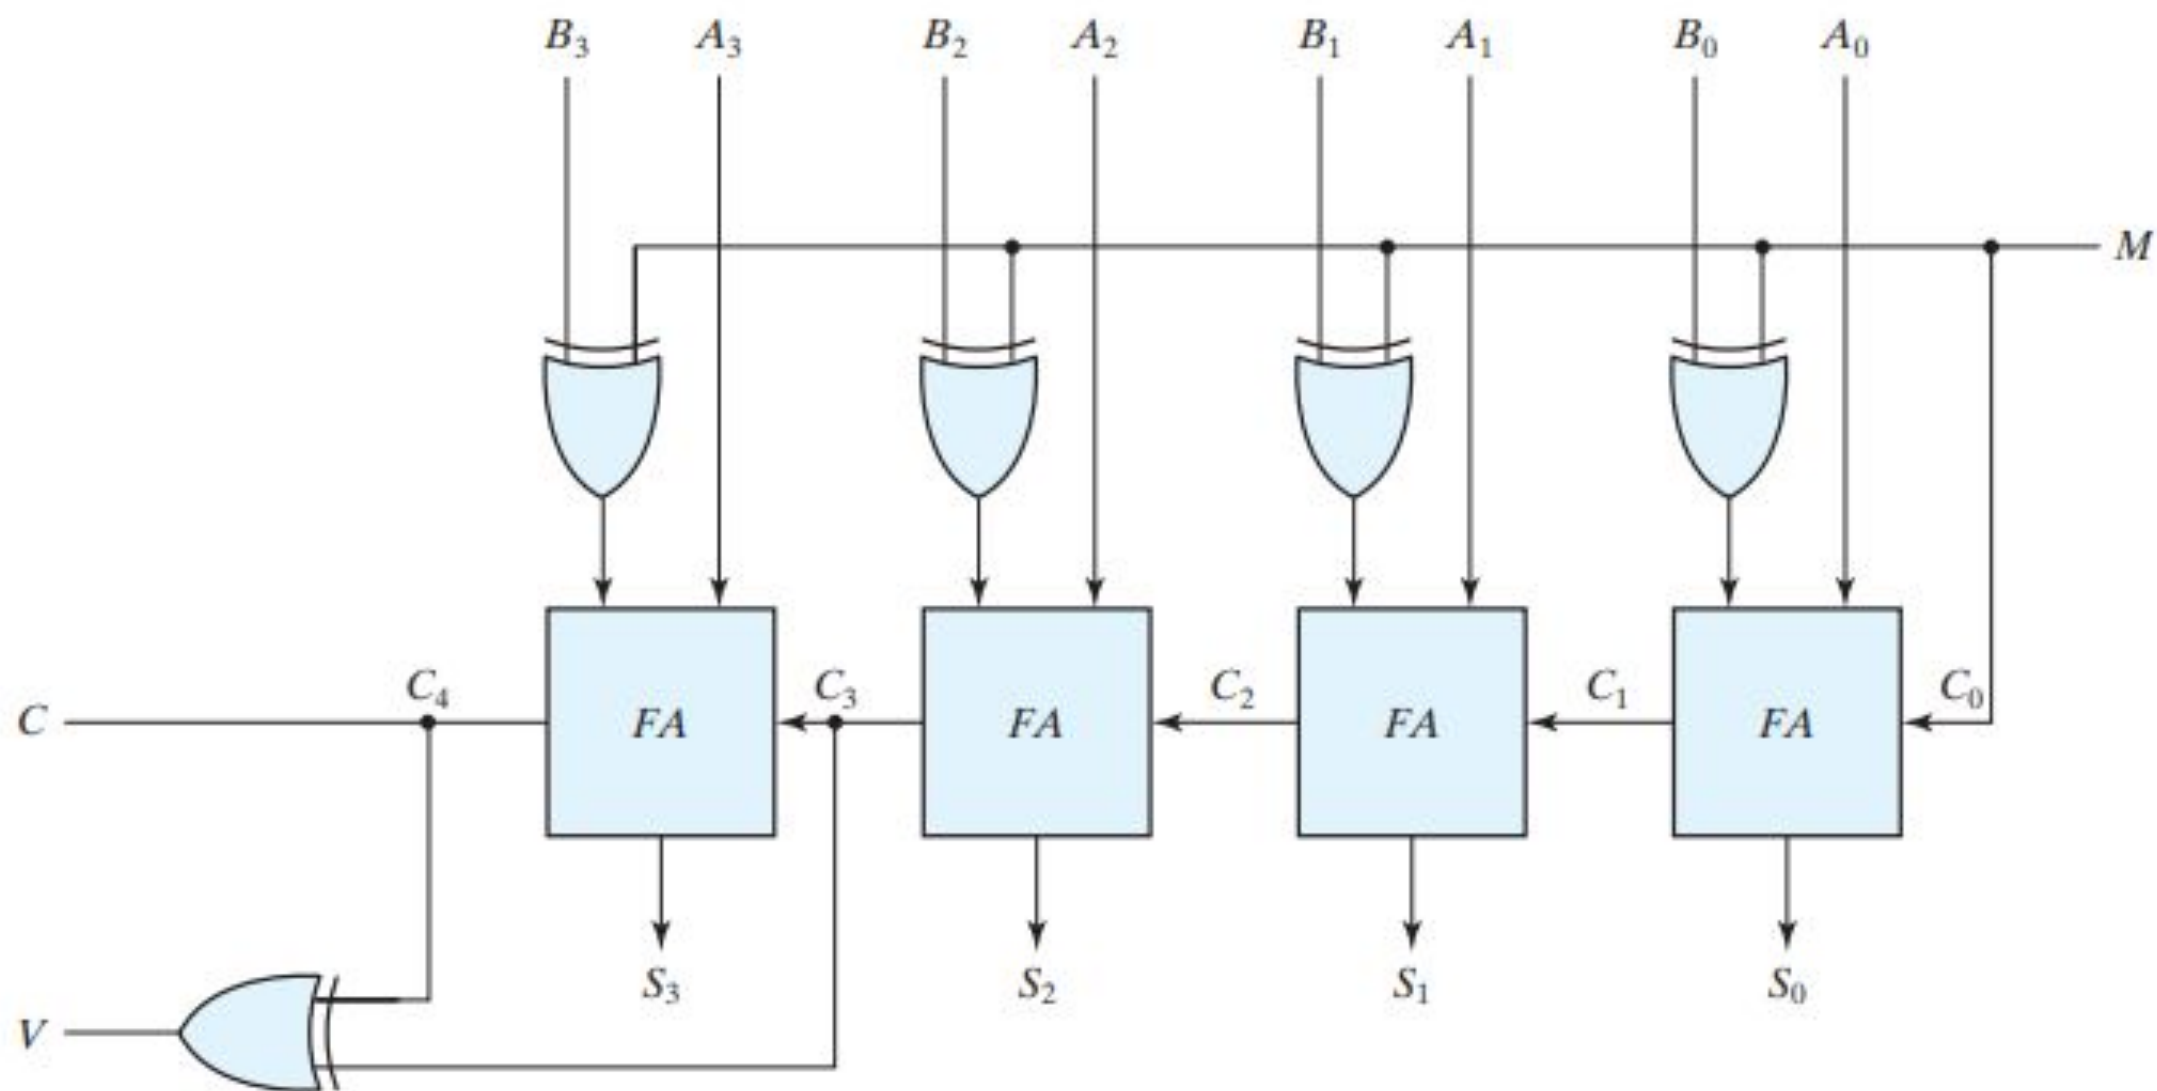 B₃ A₃ B₂ A₂ B₁ A₁ B₀ A₀
M
C₄ C₃ C₂ C₁ C₀
C FA FA FA FA
S₃ S₂ S₁ S₀
V